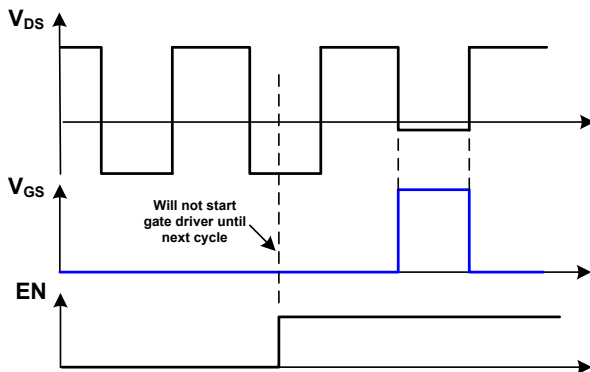 VDS
VGS
Will not start
gate driver until
next cycle
EN